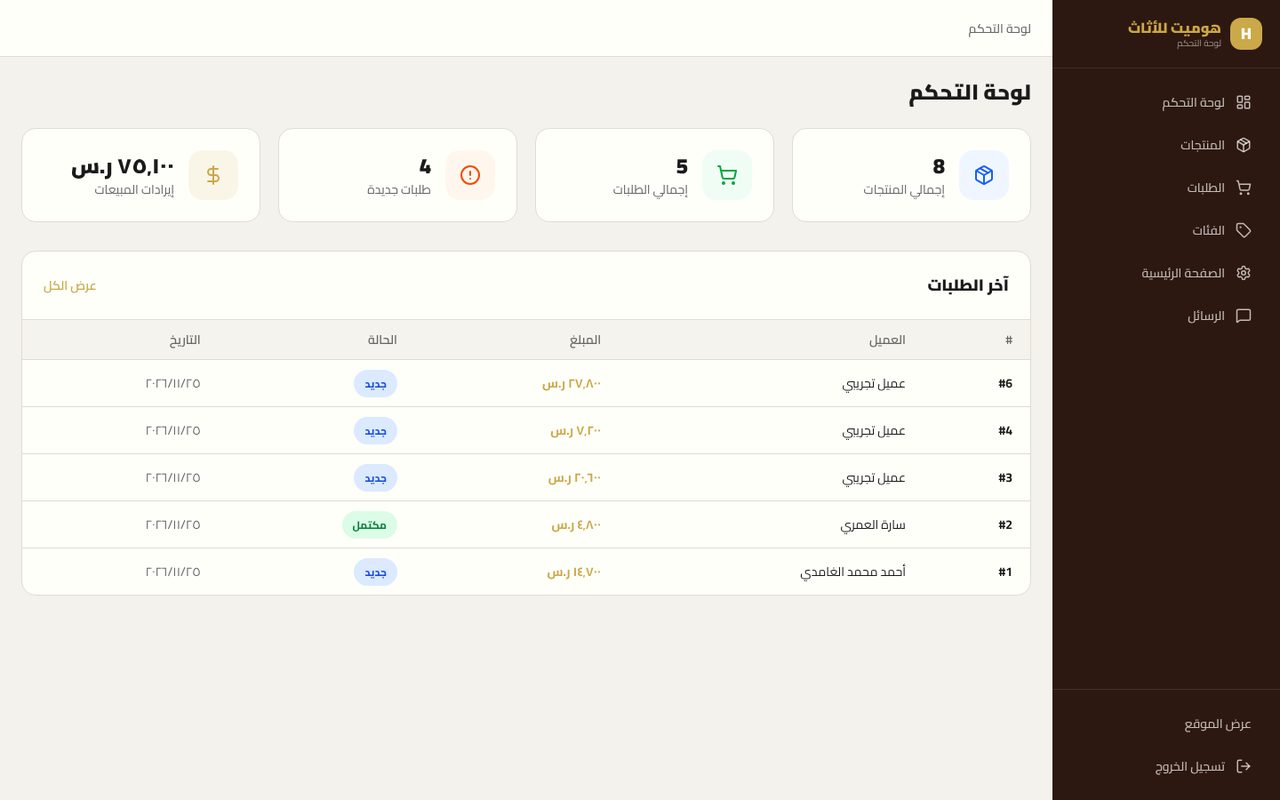 H
هوميت للأثاث
لوحة التحكم
لوحة التحكم
المنتجات
الطلبات
الفئات
الصفحة الرئيسية
الرسائل
عرض الموقع
تسجيل الخروج
لوحة التحكم
لوحة التحكم
8
إجمالي المنتجات
5
إجمالي الطلبات
4
طلبات جديدة
٧٥,١٠٠ ر.س
إيرادات المبيعات
آخر الطلبات عرض الكل
# العميل المبلغ الحالة التاريخ
#6 عميل تجريبي ٢٧,٨٠٠ ر.س جديد ٢٠٢٦/١١/٢٥
#4 عميل تجريبي ٧,٢٠٠ ر.س جديد ٢٠٢٦/١١/٢٥
#3 عميل تجريبي ٢٠,٦٠٠ ر.س جديد ٢٠٢٦/١١/٢٥
#2 سارة العمري ٤,٨٠٠ ر.س مكتمل ٢٠٢٦/١١/٢٥
#1 أحمد محمد الغامدي ١٤,٧٠٠ ر.س جديد ٢٠٢٦/١١/٢٥